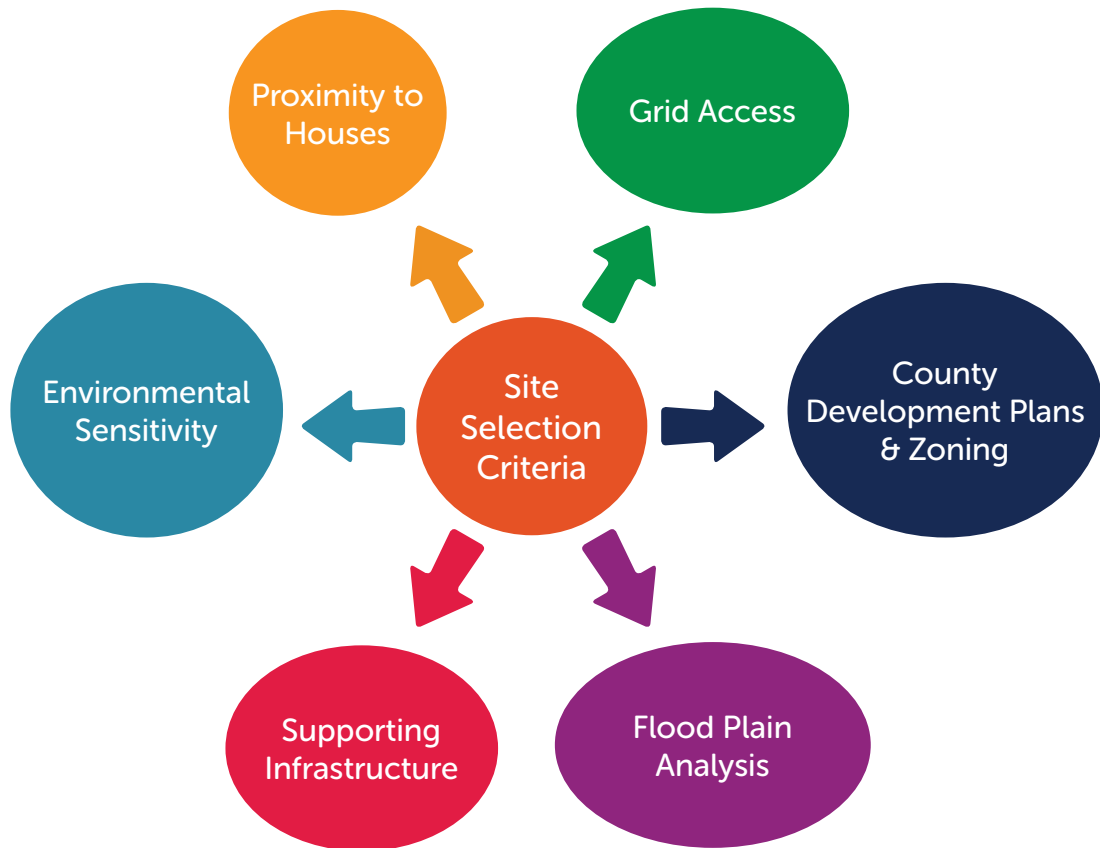 Proximity to
Houses
Grid Access
Environmental
Sensitivity
Site
Selection
Criteria
County
Development Plans
& Zoning
Supporting
Infrastructure
Flood Plain
Analysis